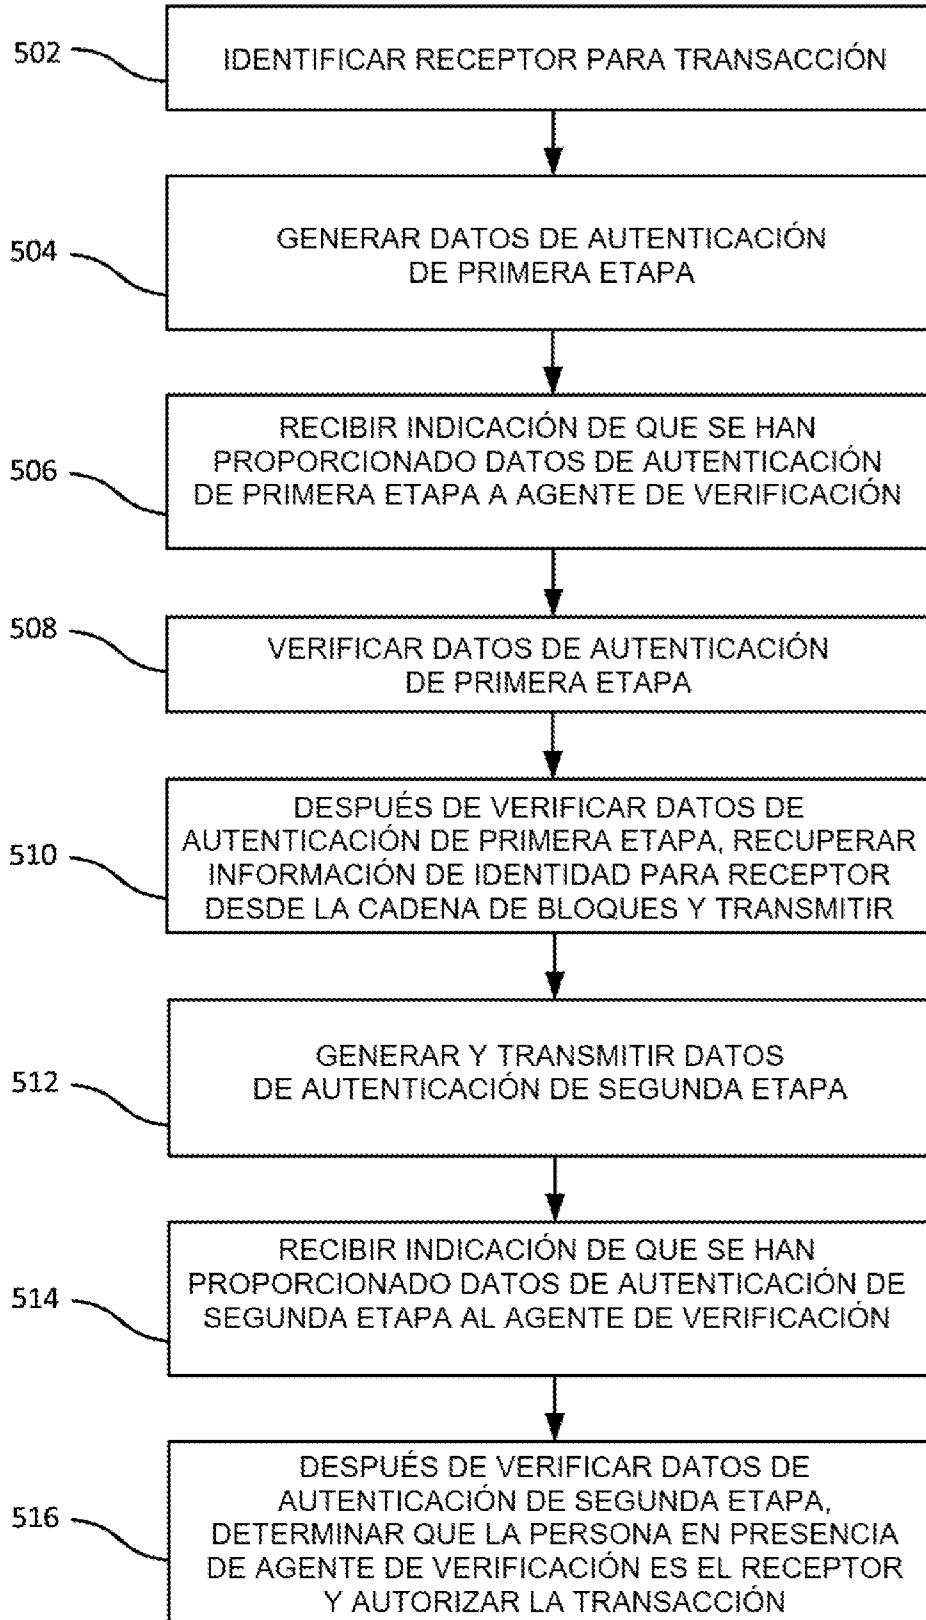 502
IDENTIFICAR RECEPTOR PARA TRANSACCIÓN
504
GENERAR DATOS DE AUTENTICACIÓN
DE PRIMERA ETAPA
506
RECIBIR INDICACIÓN DE QUE SE HAN
PROPORCIONADO DATOS DE AUTENTICACIÓN
DE PRIMERA ETAPA A AGENTE DE VERIFICACIÓN
508
VERIFICAR DATOS DE AUTENTICACIÓN
DE PRIMERA ETAPA
510
DESPUÉS DE VERIFICAR DATOS DE
AUTENTICACIÓN DE PRIMERA ETAPA, RECUPERAR
INFORMACIÓN DE IDENTIDAD PARA RECEPTOR
DESDE LA CADENA DE BLOQUES Y TRANSMITIR
512
GENERAR Y TRANSMITIR DATOS
DE AUTENTICACIÓN DE SEGUNDA ETAPA
514
RECIBIR INDICACIÓN DE QUE SE HAN
PROPORCIONADO DATOS DE AUTENTICACIÓN DE
SEGUNDA ETAPA AL AGENTE DE VERIFICACIÓN
516
DESPUÉS DE VERIFICAR DATOS DE
AUTENTICACIÓN DE SEGUNDA ETAPA,
DETERMINAR QUE LA PERSONA EN PRESENCIA
DE AGENTE DE VERIFICACIÓN ES EL RECEPTOR
Y AUTORIZAR LA TRANSACCIÓN